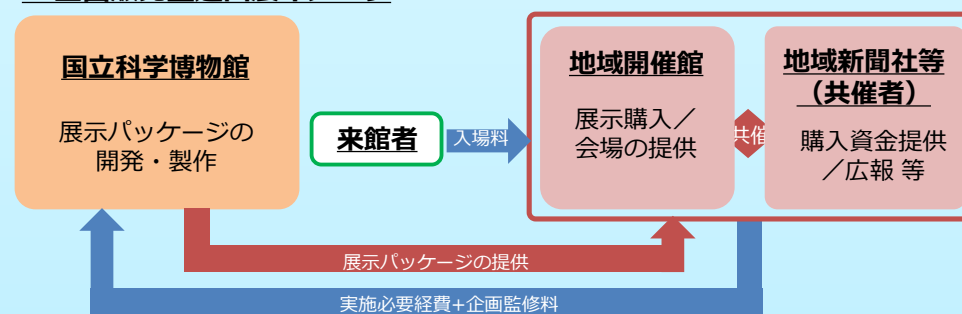 国立科学博物館
展示パッケージの
開発・製作
来館者
入場料
地域開催館
展示購入／
会場の提供
共催
地域新聞社等
（共催者）
購入資金提供
／広報 等
展示パッケージの提供
実施必要経費+企画監修料